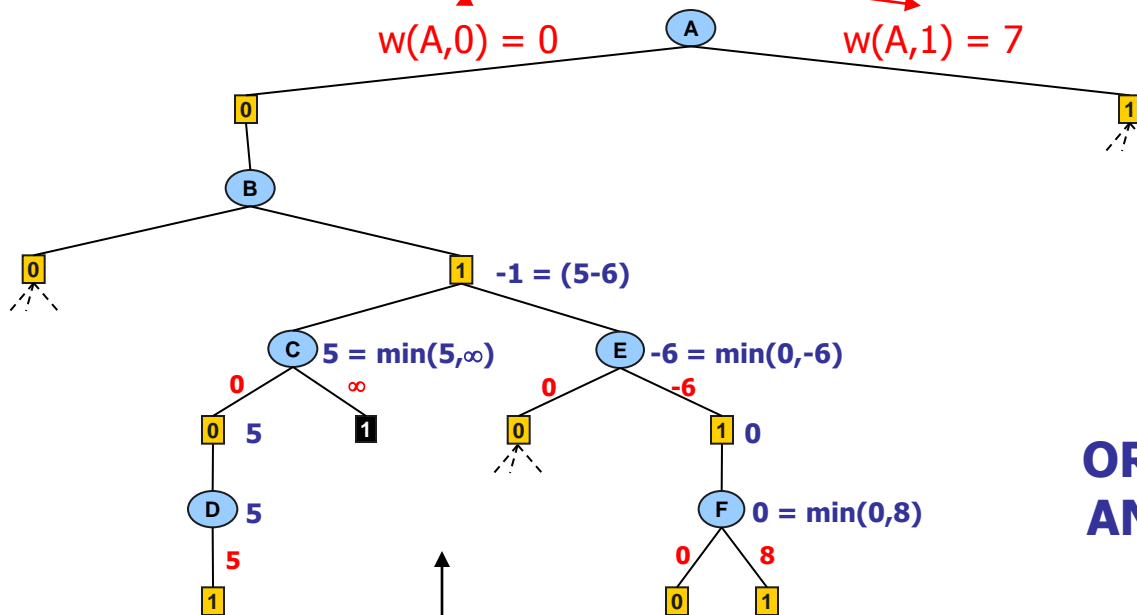 A
w(A,0) = 0
w(A,1) = 7
0
1
B
0
1
-1 = (5-6)
C
5 = min(5,∞)
E
-6 = min(0,-6)
0
∞
0
-6
0
5
1
0
1
0
D
5
F
0 = min(0,8)
5
0
8
1
0
1